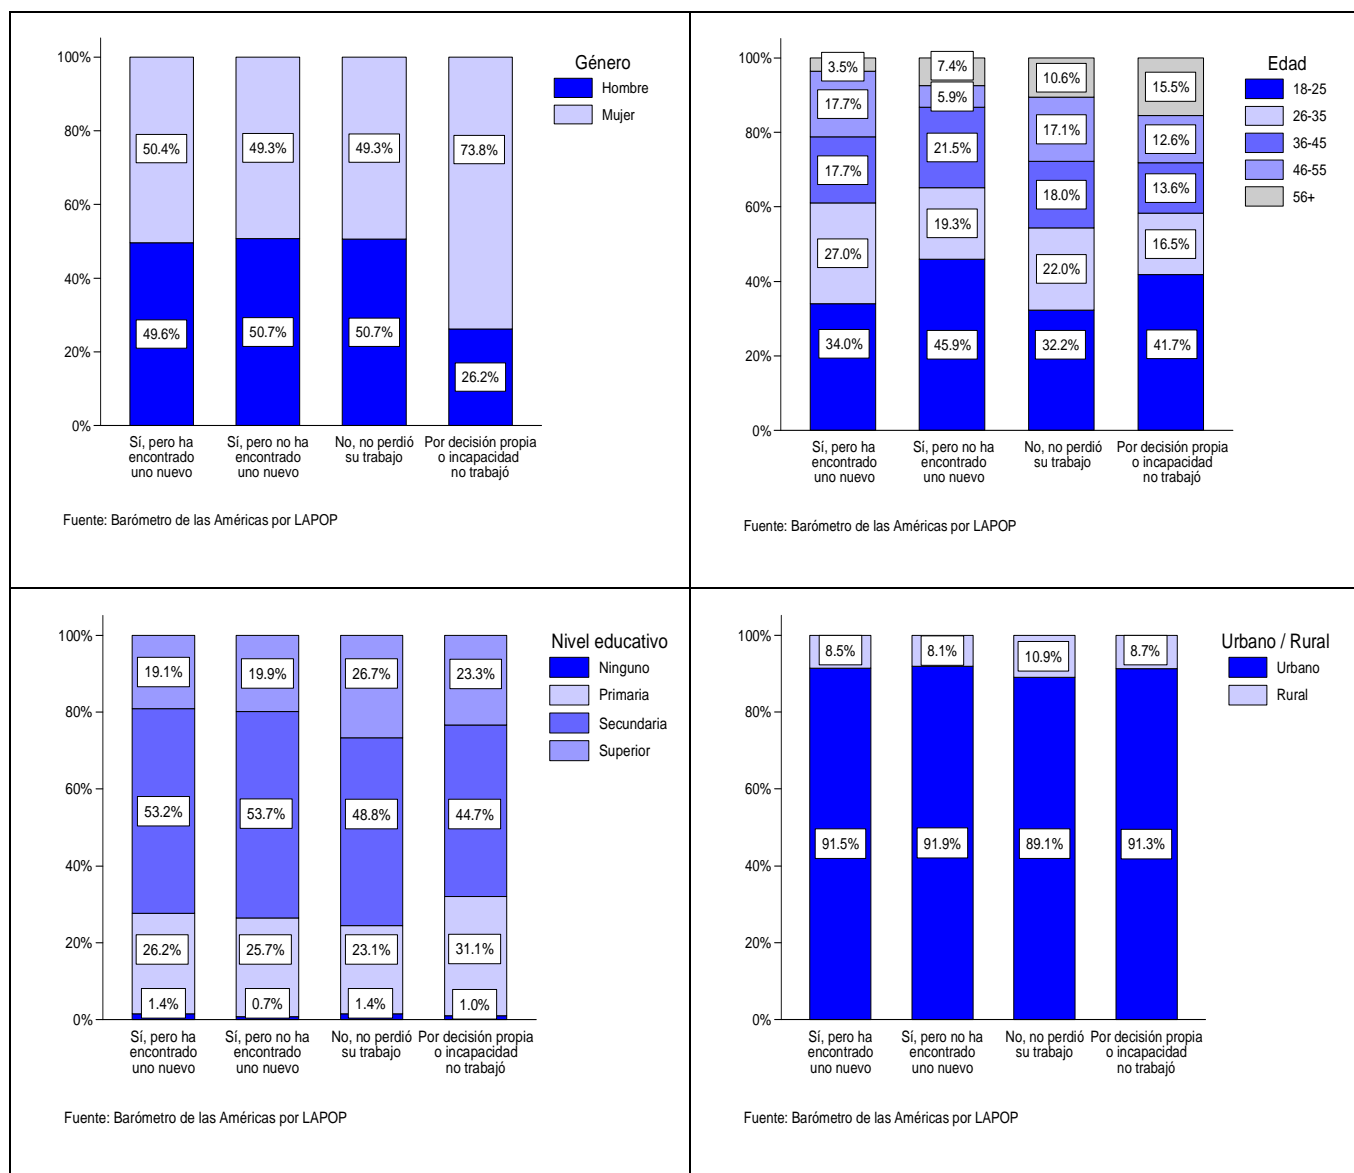 Género
Hombre
Mujer
100%
80%
60%
40%
20%
0%
50.4%
49.3%
49.3%
73.8%
49.6%
50.7%
50.7%
26.2%
Sí, pero ha
encontrado
uno nuevo
Sí, pero no ha
encontrado
uno nuevo
No, no perdió
su trabajo
Por decisión propia
o incapacidad
no trabajó
Fuente: Barómetro de las Américas por LAPOP
Edad
18-25
26-35
36-45
46-55
56+
100%
80%
60%
40%
20%
0%
3.5%
17.7%
17.7%
27.0%
34.0%
7.4%
5.9%
21.5%
19.3%
45.9%
10.6%
17.1%
18.0%
22.0%
32.2%
15.5%
12.6%
13.6%
16.5%
41.7%
Sí, pero ha
encontrado
uno nuevo
Sí, pero no ha
encontrado
uno nuevo
No, no perdió
su trabajo
Por decisión propia
o incapacidad
no trabajó
Fuente: Barómetro de las Américas por LAPOP
Nivel educativo
Ninguno
Primaria
Secundaria
Superior
100%
80%
60%
40%
20%
0%
19.1%
53.2%
26.2%
1.4%
19.9%
53.7%
25.7%
0.7%
26.7%
48.8%
23.1%
1.4%
23.3%
44.7%
31.1%
1.0%
Sí, pero ha
encontrado
uno nuevo
Sí, pero no ha
encontrado
uno nuevo
No, no perdió
su trabajo
Por decisión propia
o incapacidad
no trabajó
Fuente: Barómetro de las Américas por LAPOP
Urbano / Rural
Urbano
Rural
100%
80%
60%
40%
20%
0%
8.5%
8.1%
10.9%
8.7%
91.5%
91.9%
89.1%
91.3%
Sí, pero ha
encontrado
uno nuevo
Sí, pero no ha
encontrado
uno nuevo
No, no perdió
su trabajo
Por decisión propia
o incapacidad
no trabajó
Fuente: Barómetro de las Américas por LAPOP